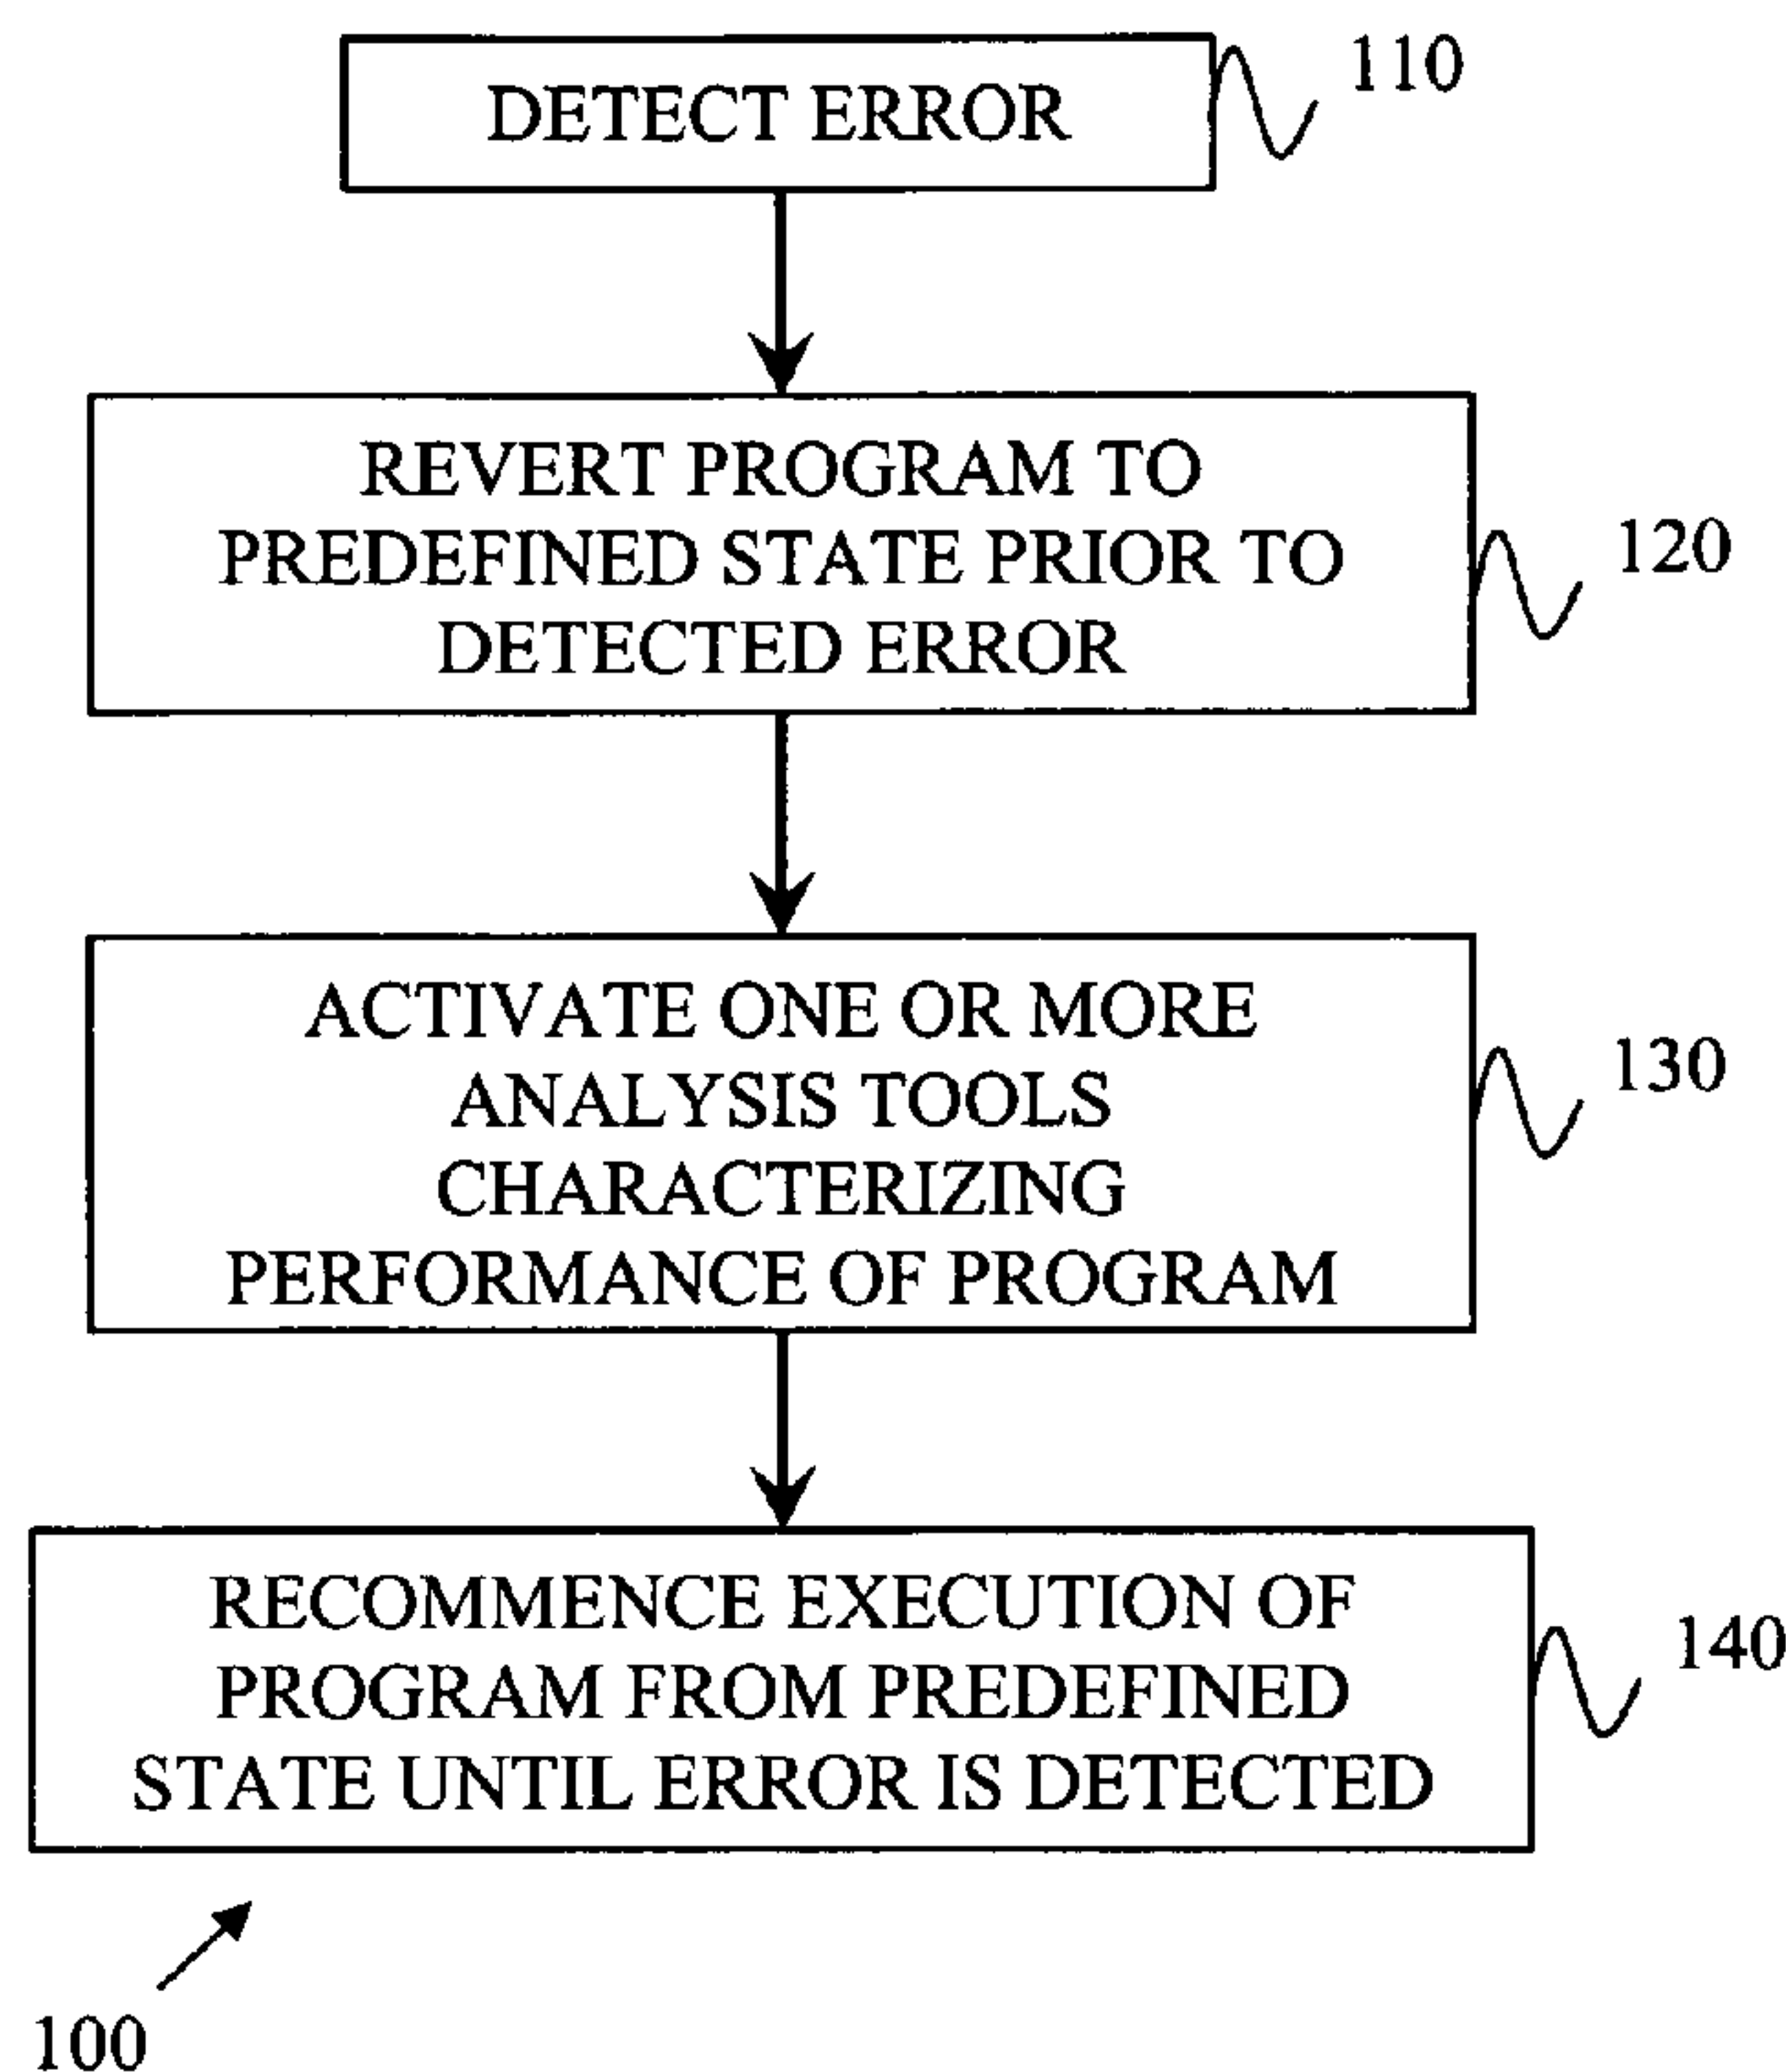 DETECT ERROR
110
REVERT PROGRAM TO
PREDEFINED STATE PRIOR TO
DETECTED ERROR
120
ACTIVATE ONE OR MORE
ANALYSIS TOOLS
CHARACTERIZING
PERFORMANCE OF PROGRAM
130
RECOMMENCE EXECUTION OF
PROGRAM FROM PREDEFINED
STATE UNTIL ERROR IS DETECTED
140
100